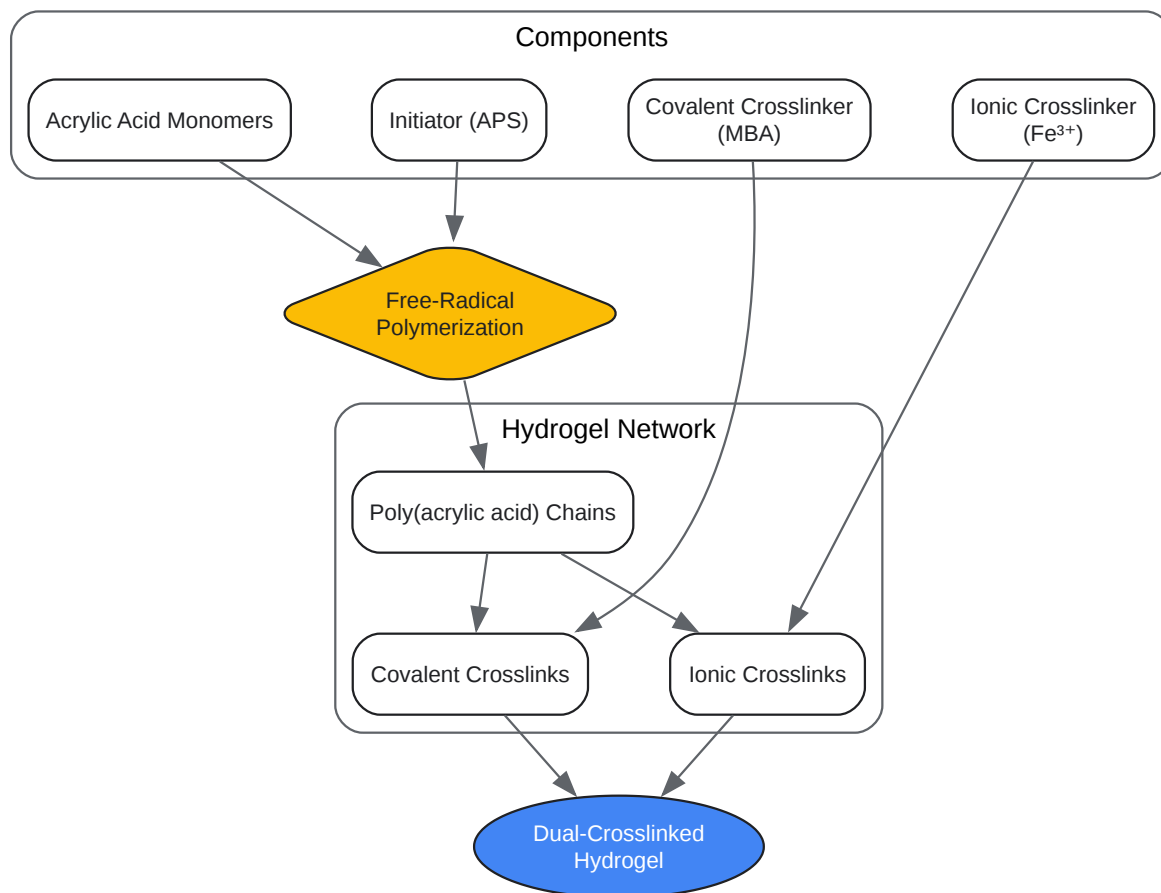 Components
Acrylic Acid Monomers
Initiator (APS)
Covalent Crosslinker
(MBA)
Ionic Crosslinker
(Fe³⁺)
Free-Radical
Polymerization
Hydrogel Network
Poly(acrylic acid) Chains
Covalent Crosslinks
Ionic Crosslinks
Dual-Crosslinked
Hydrogel